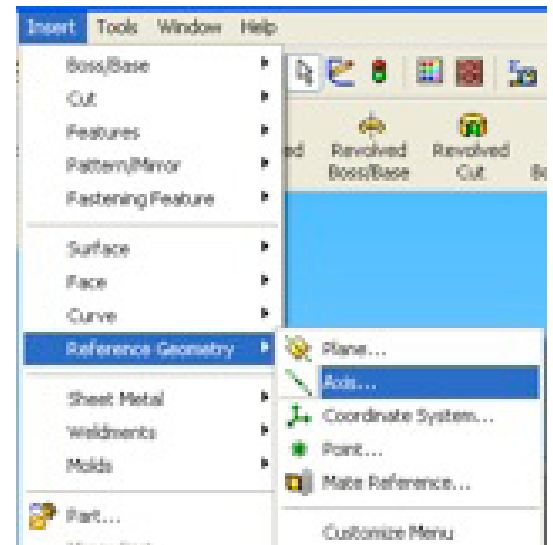 Insert Tools Window Help
Boss/Base
Cut
Features
Pattern/Mirror
Fastening Feature
Surface
Face
Curve
Reference Geometry
Sheet Metal
Weldments
Molds
Part...
ed Revolved Boss/Base
Revolved Cut
Plane...
Axis...
Coordinate System...
Point...
Mate Reference...
Customize Menu